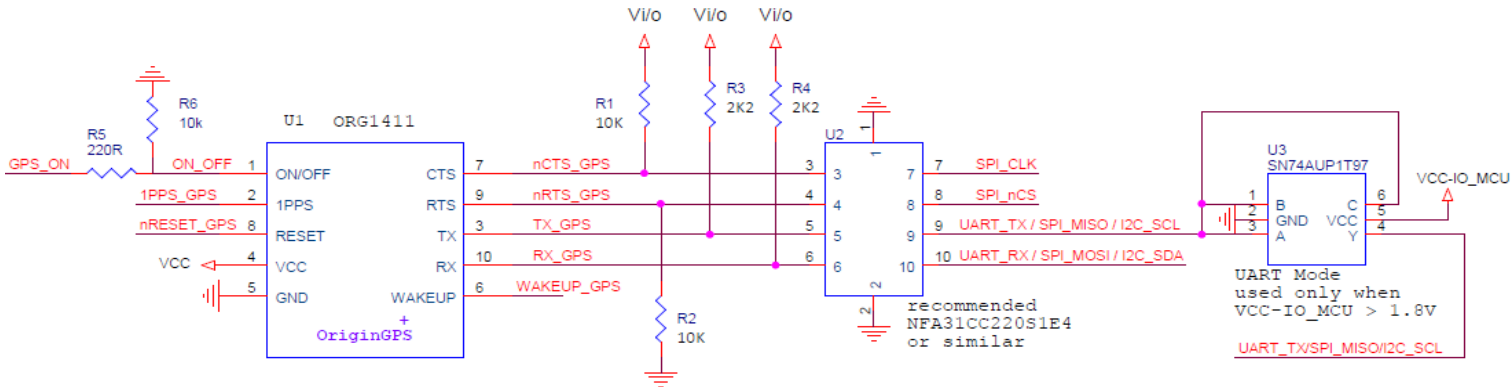 Vi/o Vi/o Vi/o
R6
10k
R5
220R
GPS_ON
ON_OFF
1PPS_GPS
nRESET_GPS
VCC
1
2
8
4
5
U1 ORG1411
ON/OFF
1PPS
RESET
VCC
GND
CTS
RTS
TX
RX
WAKEUP
+
OriginGPS
7
9
3
10
6
nCTS_GPS
nRTS_GPS
TX_GPS
RX_GPS
WAKEUP_GPS
R1
10K
R3
2K2
R4
2K2
R2
10K
U2
1
1
3
4
5
6
3
4
5
6
7
8
9
10
2
2
7
8
9
10
SPI_CLK
SPI_nCS
UART_TX / SPI_MISO / I2C_SCL
UART_RX / SPI_MOSI / I2C_SDA
recommended
NFA31CC220S1E4
or similar
U3
SN74AUP1T97
1
2
3
B
GND
A
C
VCC
Y
6
5
4
VCC-IO_MCU
UART Mode
used only when
VCC-IO_MCU > 1.8V
UART_TX/SPI_MISO/I2C_SCL